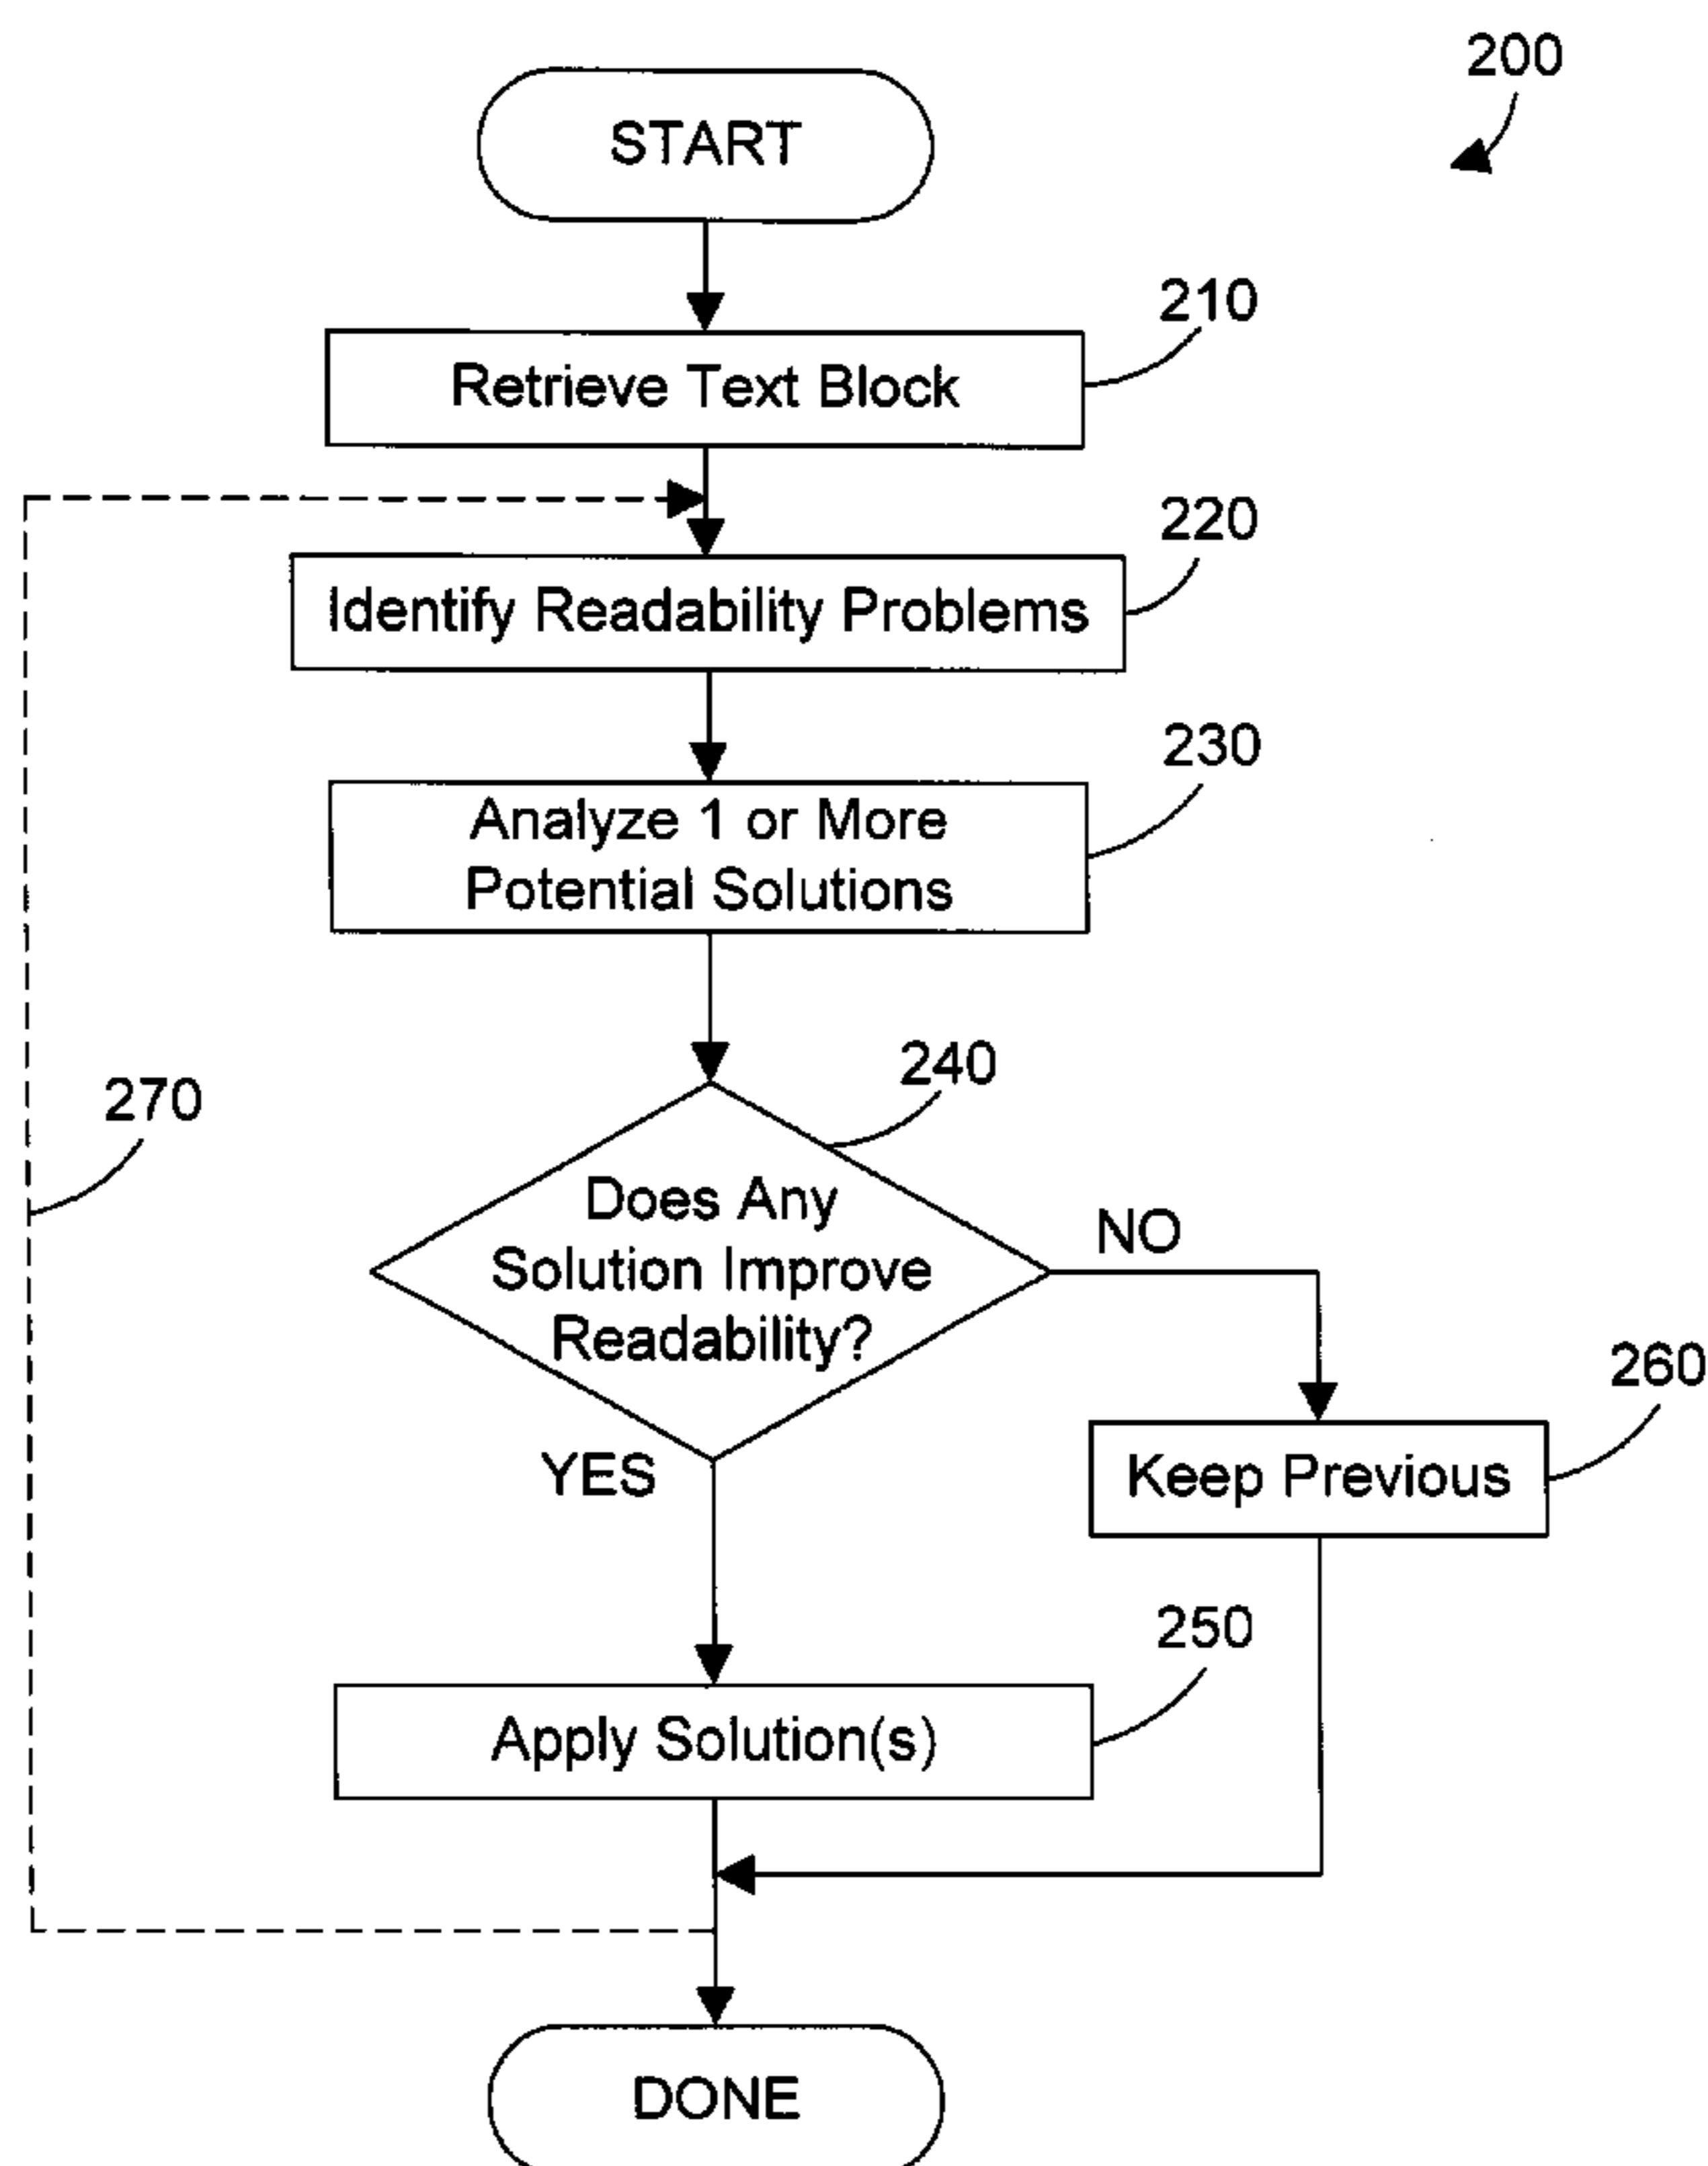 200
START
210
Retrieve Text Block
220
Identify Readability Problems
230
Analyze 1 or More
Potential Solutions
240
270
Does Any
Solution Improve
Readability?
NO
YES
260
Keep Previous
250
Apply Solution(s)
DONE